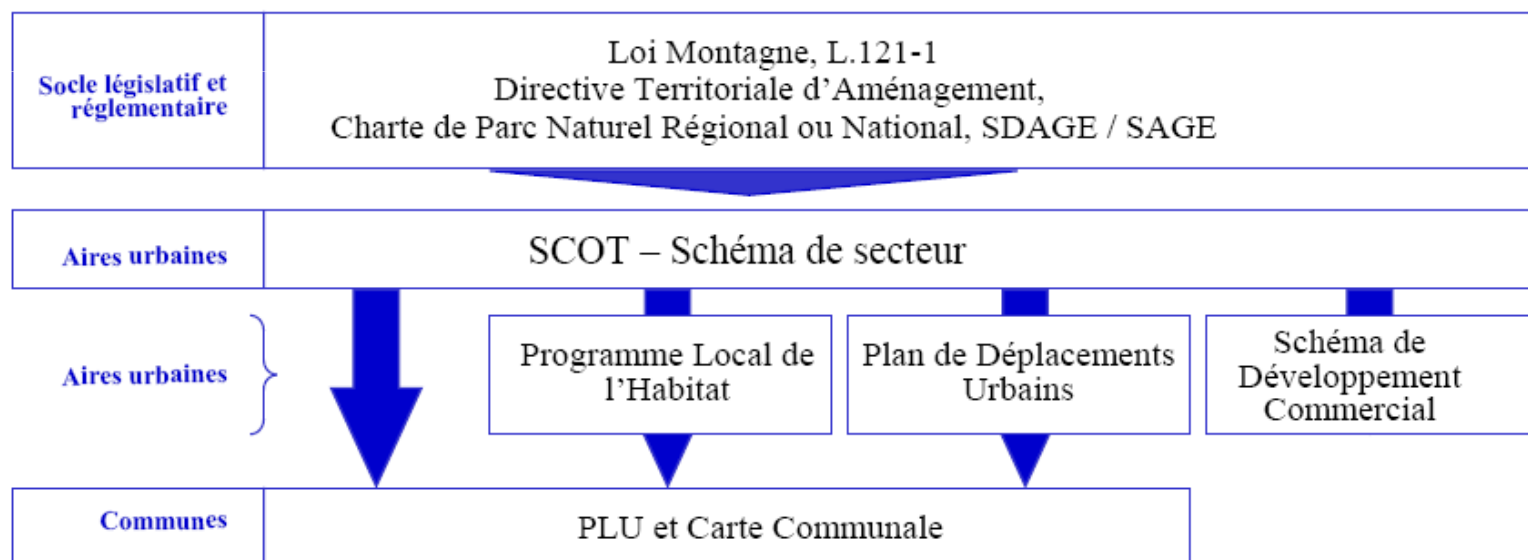 Socle législatif et
réglementaire
Loi Montagne, L.121-1
Directive Territoriale d’Aménagement,
Charte de Parc Naturel Régional ou National, SDAGE / SAGE
Aires urbaines
SCOT – Schéma de secteur
Aires urbaines
Programme Local de
l’Habitat
Plan de Déplacements
Urbains
Schéma de
Développement
Commercial
Communes
PLU et Carte Communale